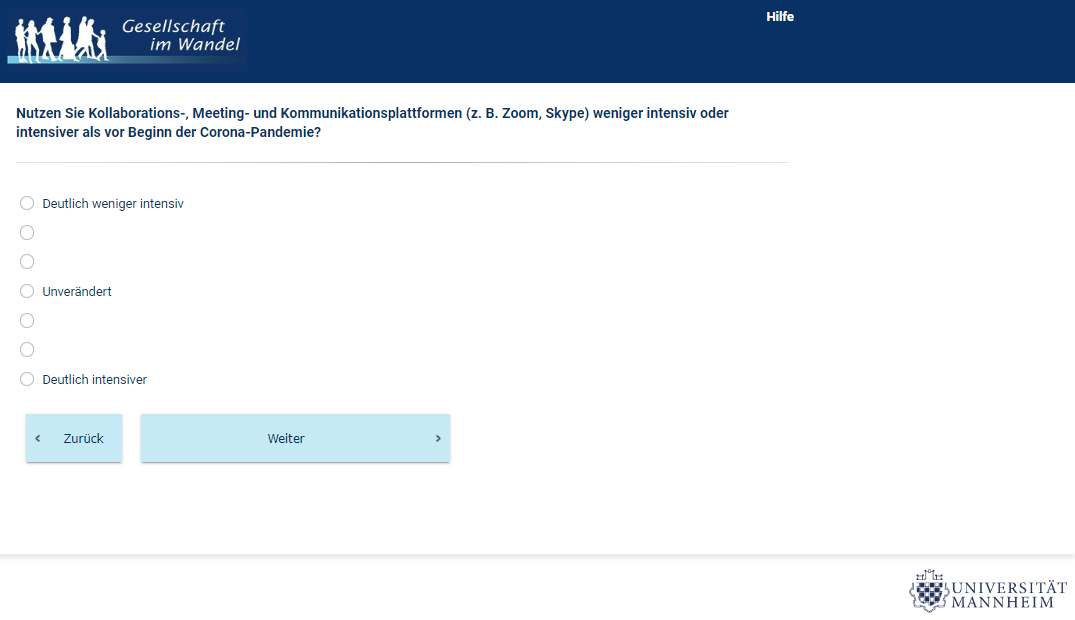 Gesellschaft
im Wandel
Hilfe
Nutzen Sie Kollaborations-, Meeting- und Kommunikationsplattformen (z. B. Zoom, Skype) weniger intensiv oder
intensiver als vor Beginn der Corona-Pandemie?
Deutlich weniger intensiv
Unverändert
Deutlich intensiver
‹ Zurück
Weiter ›
UNIVERSITÄT
MANNHEIM